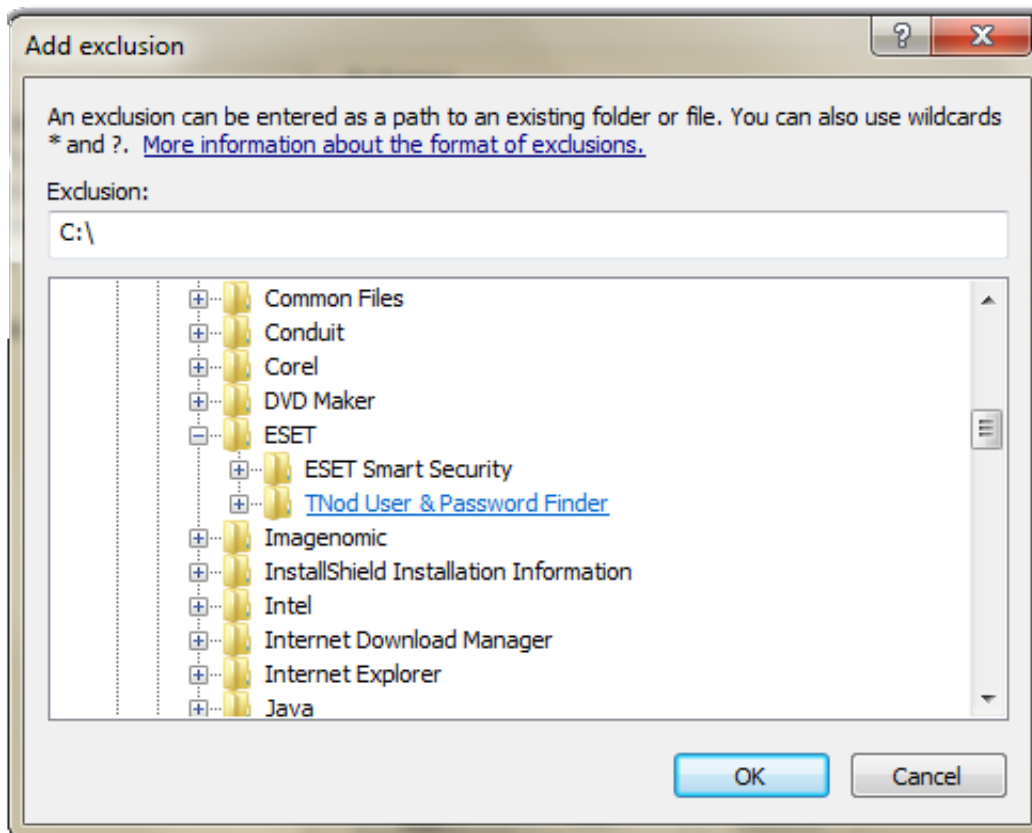 Add exclusion
An exclusion can be entered as a path to an existing folder or file. You can also use wildcards
* and ?. More information about the format of exclusions.
Exclusion:
C:\
Common Files
Conduit
Corel
DVD Maker
ESET
ESET Smart Security
TNod User & Password Finder
Imagenomic
InstallShield Installation Information
Intel
Internet Download Manager
Internet Explorer
Java
OK Cancel